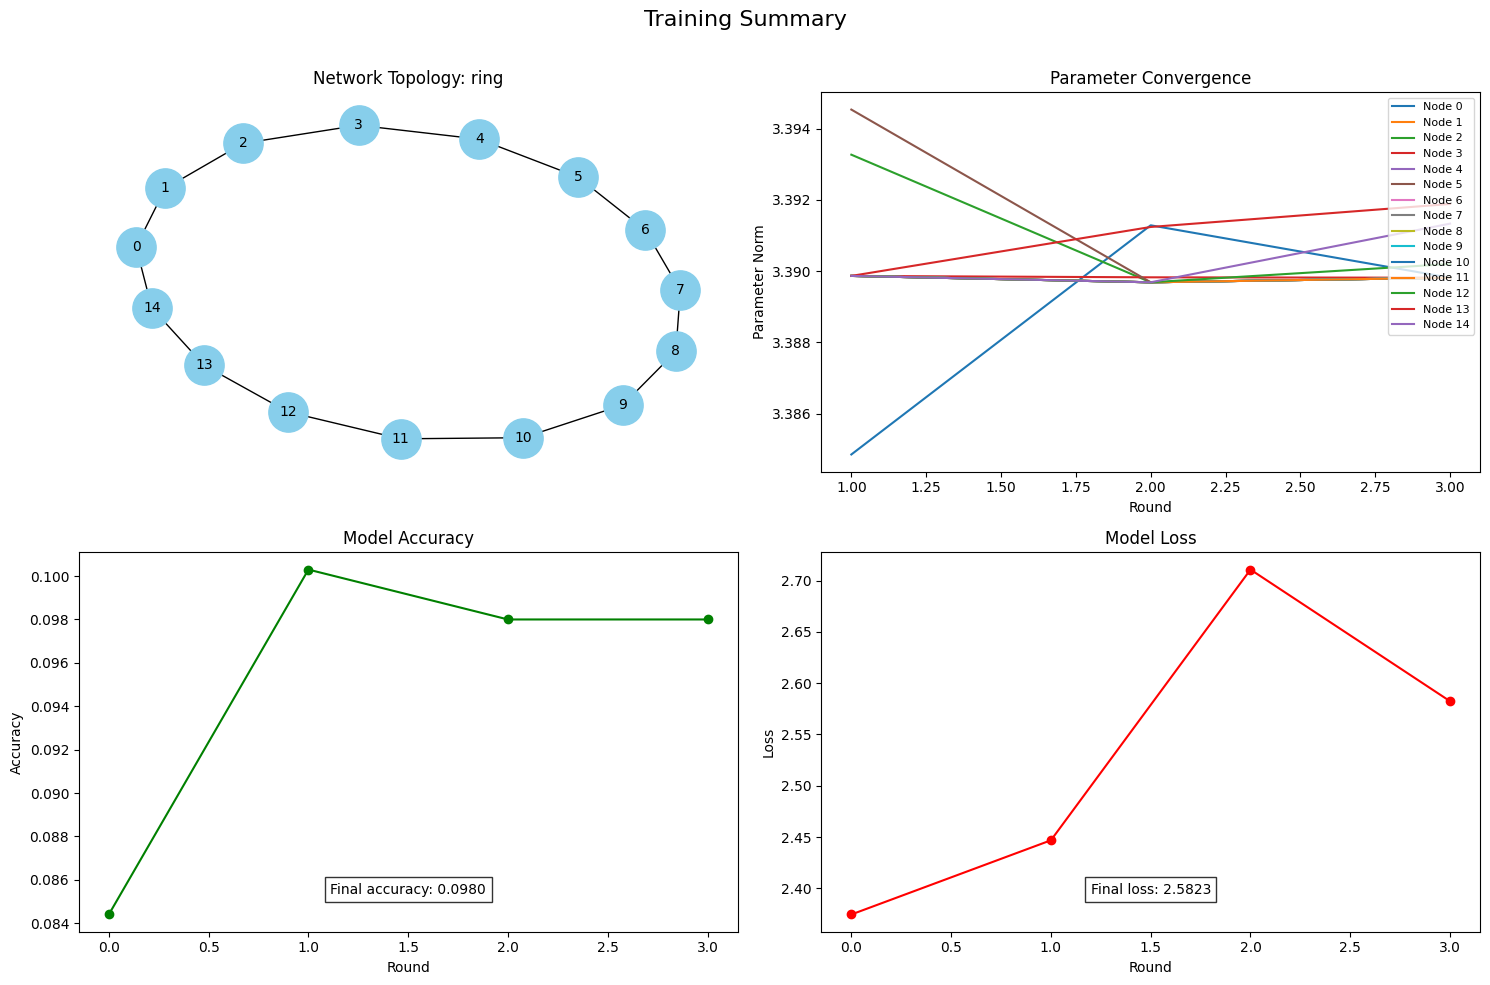 Training Summary
Network Topology: ring
3
2
4
5
1
6
0
7
14
8
13
9
12
11
10
Parameter Convergence
Parameter Norm
3.394
3.392
3.390
3.388
3.386
1.00 1.25 1.50 1.75 2.00 2.25 2.50 2.75 3.00
Round
Node 0
Node 1
Node 2
Node 3
Node 4
Node 5
Node 6
Node 7
Node 8
Node 9
Node 10
Node 11
Node 12
Node 13
Node 14
Model Accuracy
Accuracy
0.100
0.098
0.096
0.094
0.092
0.090
0.088
0.086
0.084
Final accuracy: 0.0980
0.0 0.5 1.0 1.5 2.0 2.5 3.0
Round
Model Loss
Loss
2.70
2.65
2.60
2.55
2.50
2.45
2.40
Final loss: 2.5823
0.0 0.5 1.0 1.5 2.0 2.5 3.0
Round